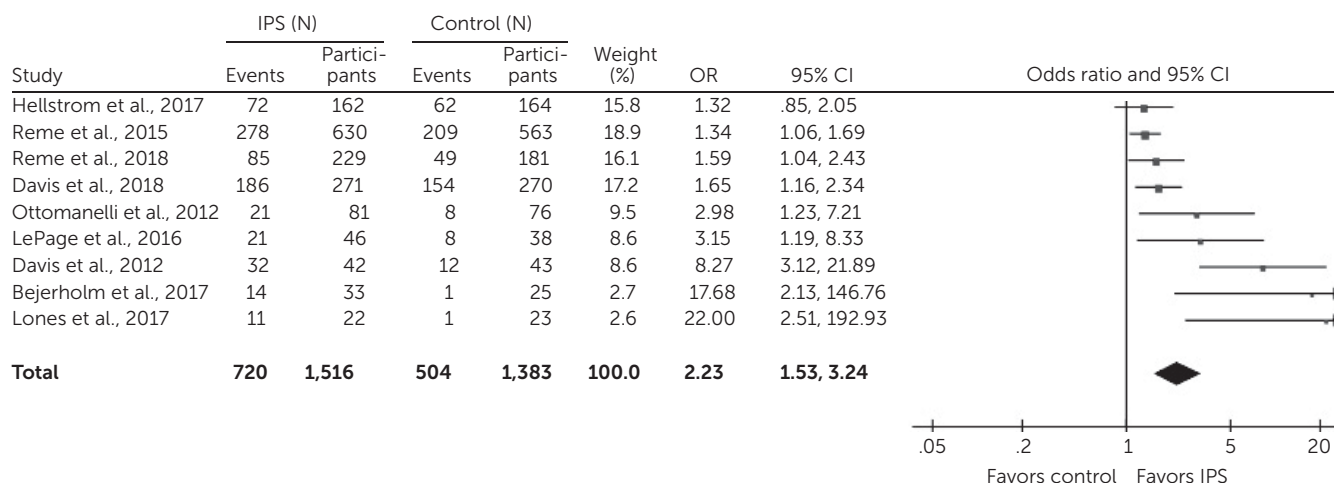 IPS (N) Control (N)
Partici- Partici- Weight
Study Events pants Events pants (%) OR 95% CI Odds ratio and 95% CI
Hellstrom et al., 2017 72 162 62 164 15.8 1.32 .85, 2.05
Reme et al., 2015 278 630 209 563 18.9 1.34 1.06, 1.69
Reme et al., 2018 85 229 49 181 16.1 1.59 1.04, 2.43
Davis et al., 2018 186 271 154 270 17.2 1.65 1.16, 2.34
Ottomanelli et al., 2012 21 81 8 76 9.5 2.98 1.23, 7.21
LePage et al., 2016 21 46 8 38 8.6 3.15 1.19, 8.33
Davis et al., 2012 32 42 12 43 8.6 8.27 3.12, 21.89
Bejerholm et al., 2017 14 33 1 25 2.7 17.68 2.13, 146.76
Lones et al., 2017 11 22 1 23 2.6 22.00 2.51, 192.93
Total 720 1,516 504 1,383 100.0 2.23 1.53, 3.24
.05 .2 1 5 20
Favors control Favors IPS